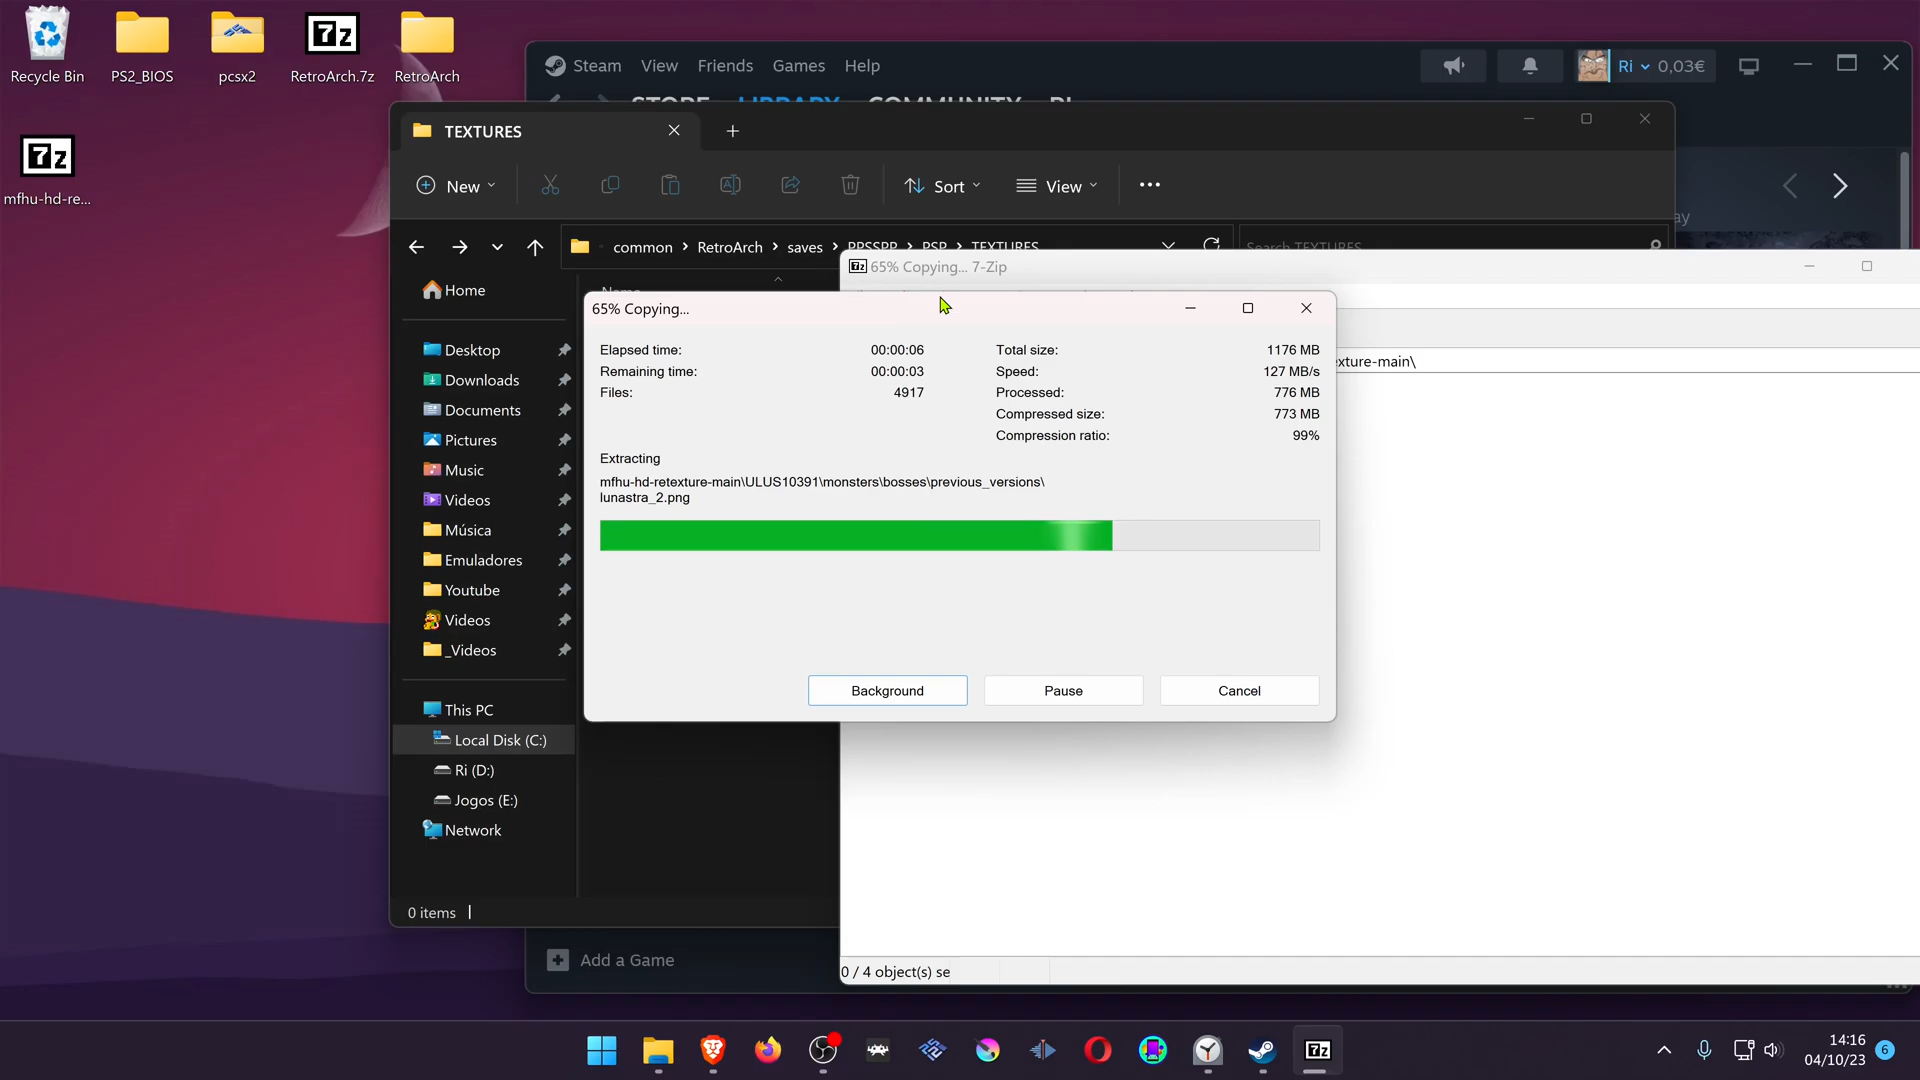 Recycle Bin
PS2_BIOS
pcsx2
RetroArch.7z
RetroArch
mfhu-hd-re...
Steam
View
Friends
Games
Help
Ri
0,03€
STORE
LIBRARY
COMMUNITY
TEXTURES
New
Sort
View
common
RetroArch
saves
PPSSPP
PSP
TEXTURES
Search TEXTURES
Name
Home
Desktop
Downloads
Documents
Pictures
Music
Videos
Música
Emuladores
Youtube
Videos
_Videos
This PC
Local Disk (C:)
Ri (D:)
Jogos (E:)
Network
0 items
65% Copying... 7-Zip
xture-main\
0 / 4 object(s) se
65% Copying...
Elapsed time: 00:00:06
Remaining time: 00:00:03
Files: 4917
Total size: 1176 MB
Speed: 127 MB/s
Processed: 776 MB
Compressed size: 773 MB
Compression ratio: 99%
Extracting
mfhu-hd-retexture-main\ULUS10391\monsters\bosses\previous_versions\
lunastra_2.png
Background
Pause
Cancel
Add a Game
7z
14:16
04/10/23
6